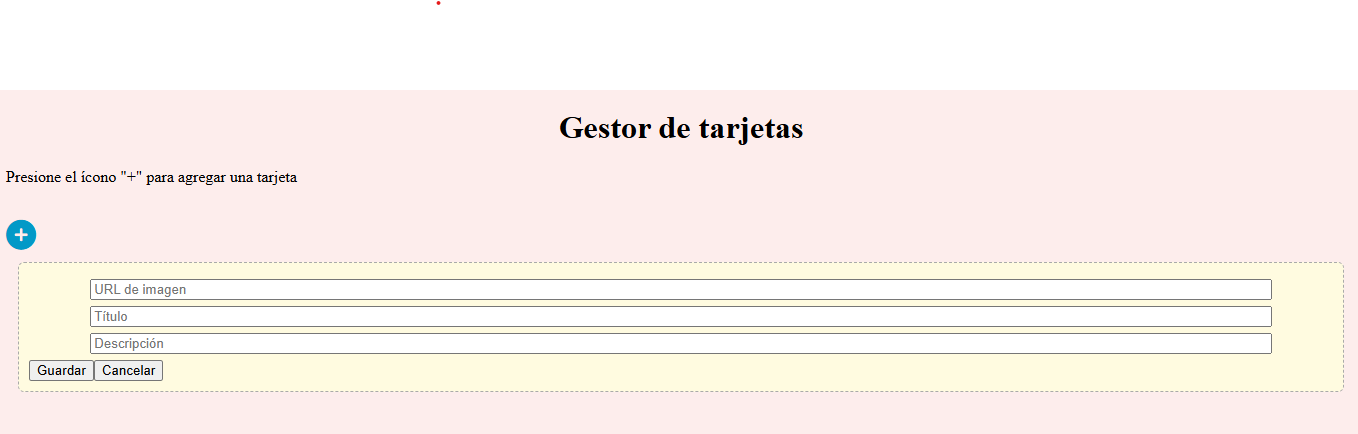 Gestor de tarjetas
Presione el ícono "+" para agregar una tarjeta
+
URL de imagen
Título
Descripción
Guardar Cancelar